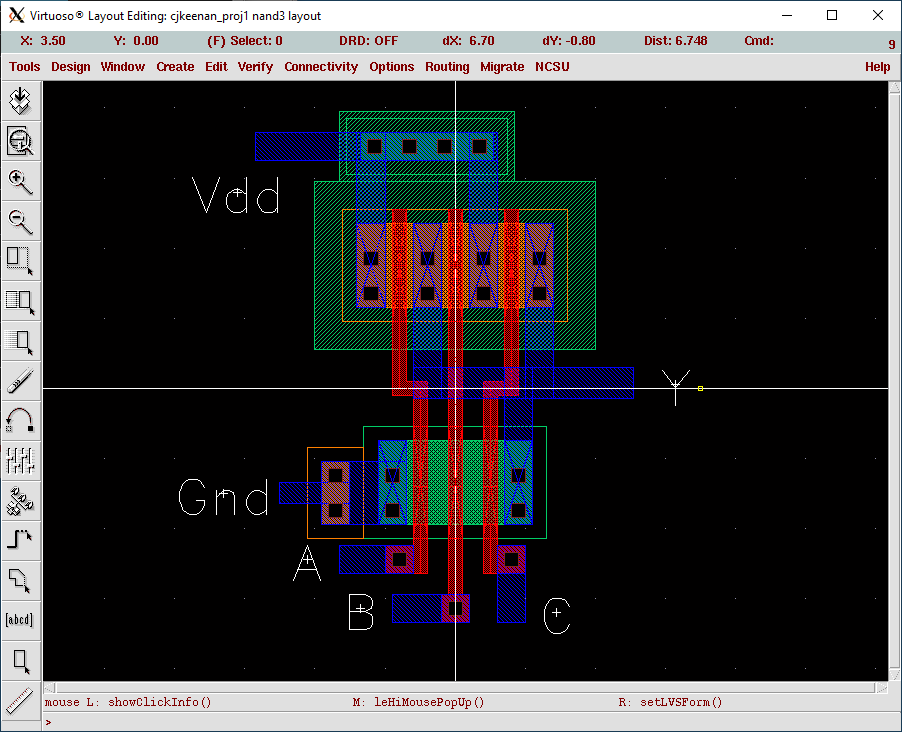 Virtuoso® Layout Editing: cjkeenan_proj1 nand3 layout
X: 3.50 Y: 0.00 (F) Select: 0 DRD: OFF dX: 6.70 dY: -0.80 Dist: 6.748 Cmd: 9
Tools Design Window Create Edit Verify Connectivity Options Routing Migrate NCSU Help
Vdd
Y
Gnd
A
B
C
[abcd]
mouse L: showClickInfo() M: leHiMousePopUp() R: setLVSForm()
>